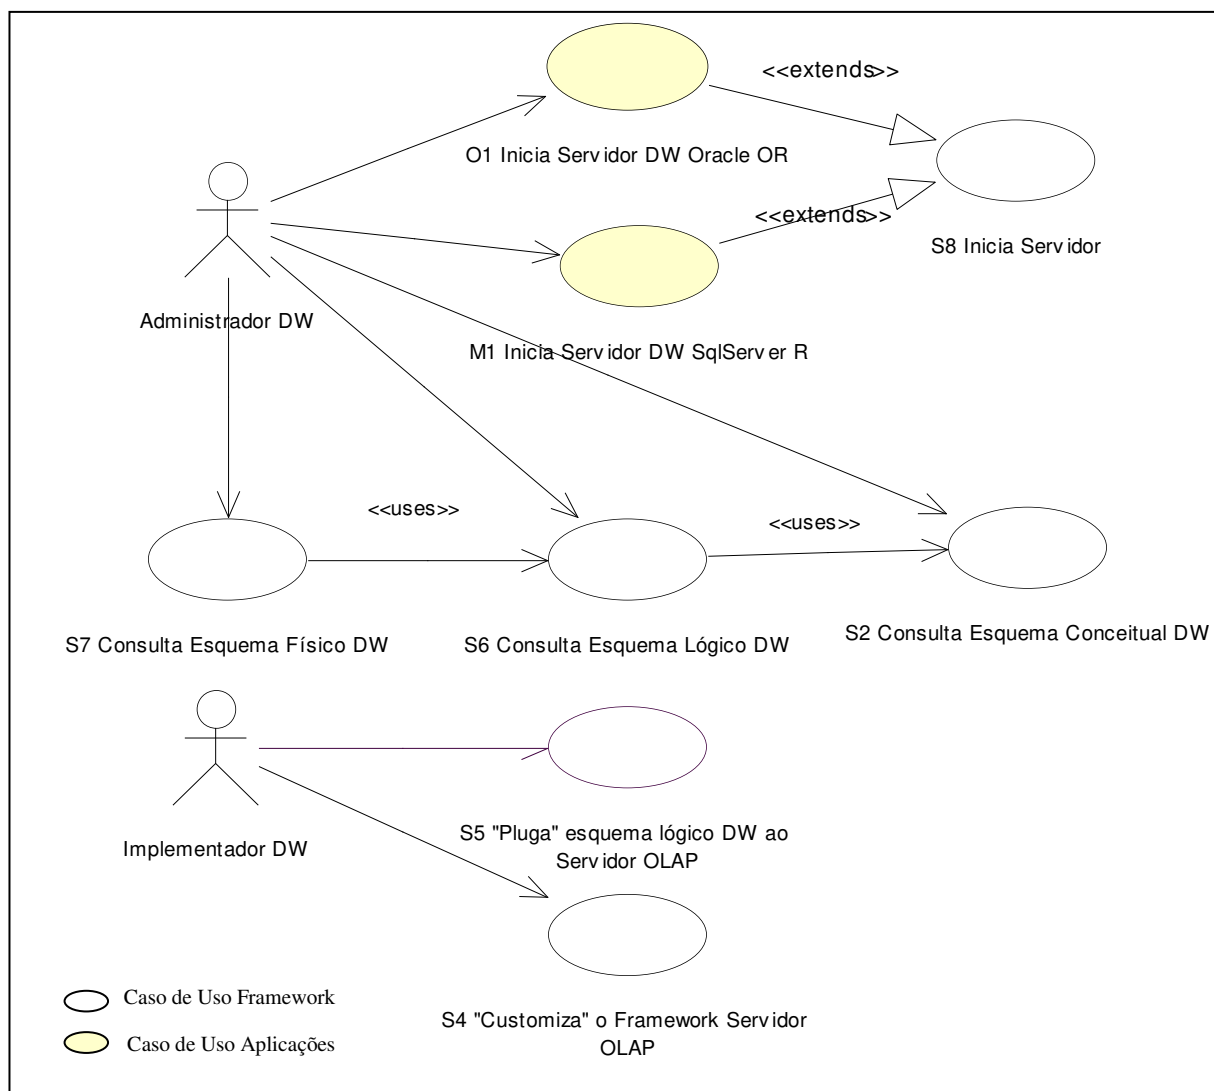 <<extends>>
O1 Inicia Servidor DW Oracle OR
<<extends>>
S8 Inicia Servidor
Administrador DW
M1 Inicia Servidor DW SqlServer R
<<uses>>
<<uses>>
S7 Consulta Esquema Físico DW
S6 Consulta Esquema Lógico DW
S2 Consulta Esquema Conceitual DW
Implementador DW
S5 "Pluga" esquema lógico DW ao
Servidor OLAP
Caso de Uso Framework
S4 "Customiza" o Framework Servidor
OLAP
Caso de Uso Aplicações